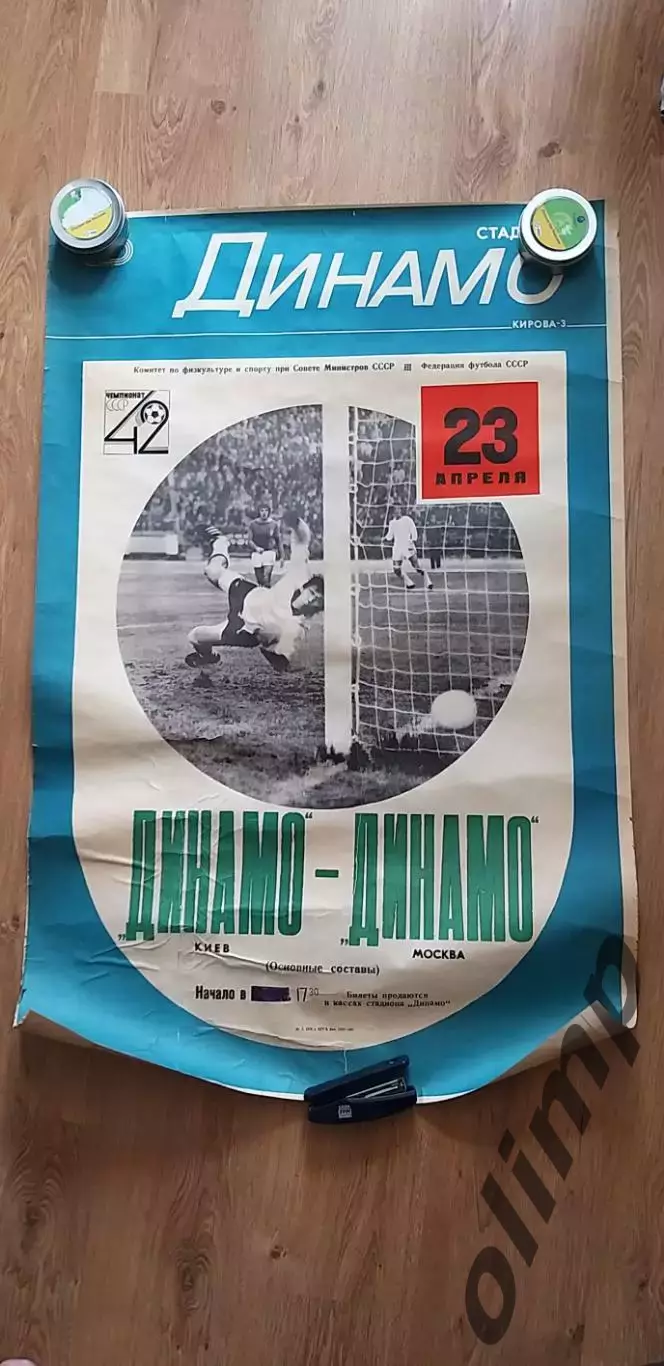 СТАД
ДИНАМО
КИРОВА-3
Комитет по физкультуре и спорту при Совете Министров СССР Федерация футбола СССР
ЧЕМПИОНАТ
СССР
42
23
АПРЕЛЯ
„ДИНАМО“ – „ДИНАМО“
КИЕВ МОСКВА
(Основные составы)
Начало в 17 30 Билеты продаются
в кассах стадиона „Динамо“
olimp